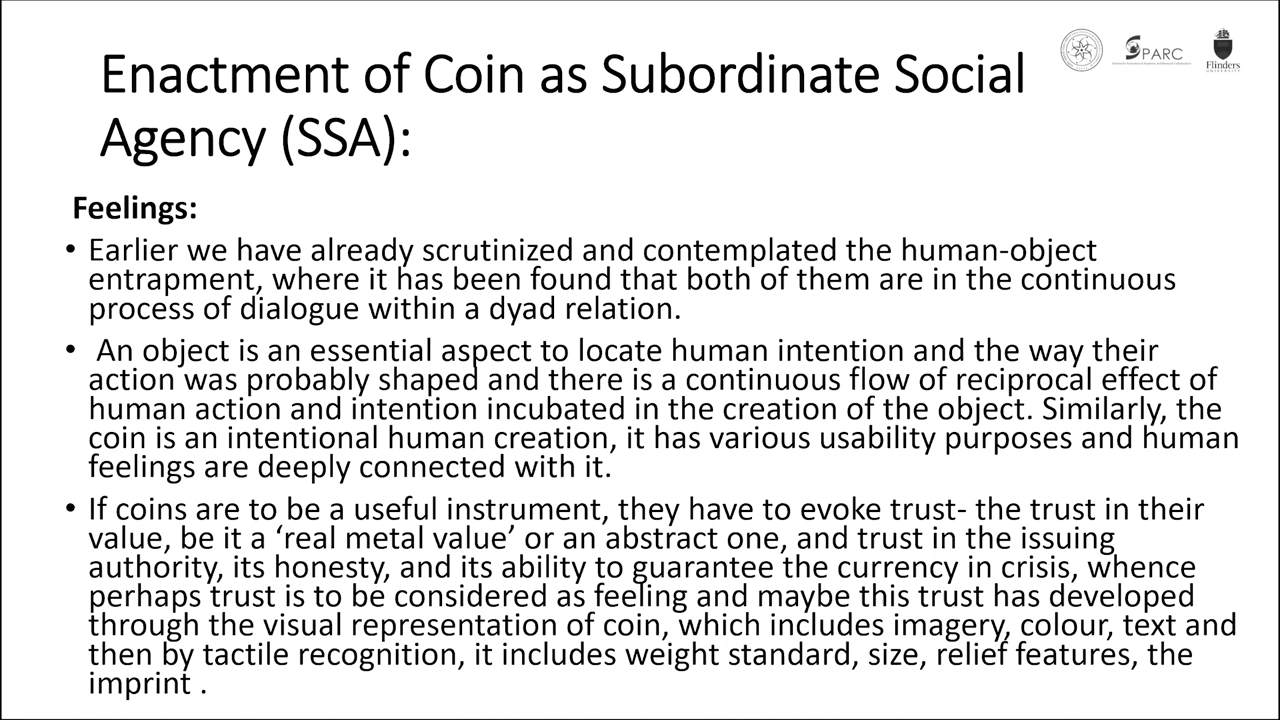 Enactment of Coin as Subordinate Social
Agency (SSA):
SPARC
Flinders
UNIVERSITY
Feelings:
• Earlier we have already scrutinized and contemplated the human-object
entrapment, where it has been found that both of them are in the continuous
process of dialogue within a dyad relation.
• An object is an essential aspect to locate human intention and the way their
action was probably shaped and there is a continuous flow of reciprocal effect of
human action and intention incubated in the creation of the object. Similarly, the
coin is an intentional human creation, it has various usability purposes and human
feelings are deeply connected with it.
• If coins are to be a useful instrument, they have to evoke trust- the trust in their
value, be it a ‘real metal value’ or an abstract one, and trust in the issuing
authority, its honesty, and its ability to guarantee the currency in crisis, whence
perhaps trust is to be considered as feeling and maybe this trust has developed
through the visual representation of coin, which includes imagery, colour, text and
then by tactile recognition, it includes weight standard, size, relief features, the
imprint .